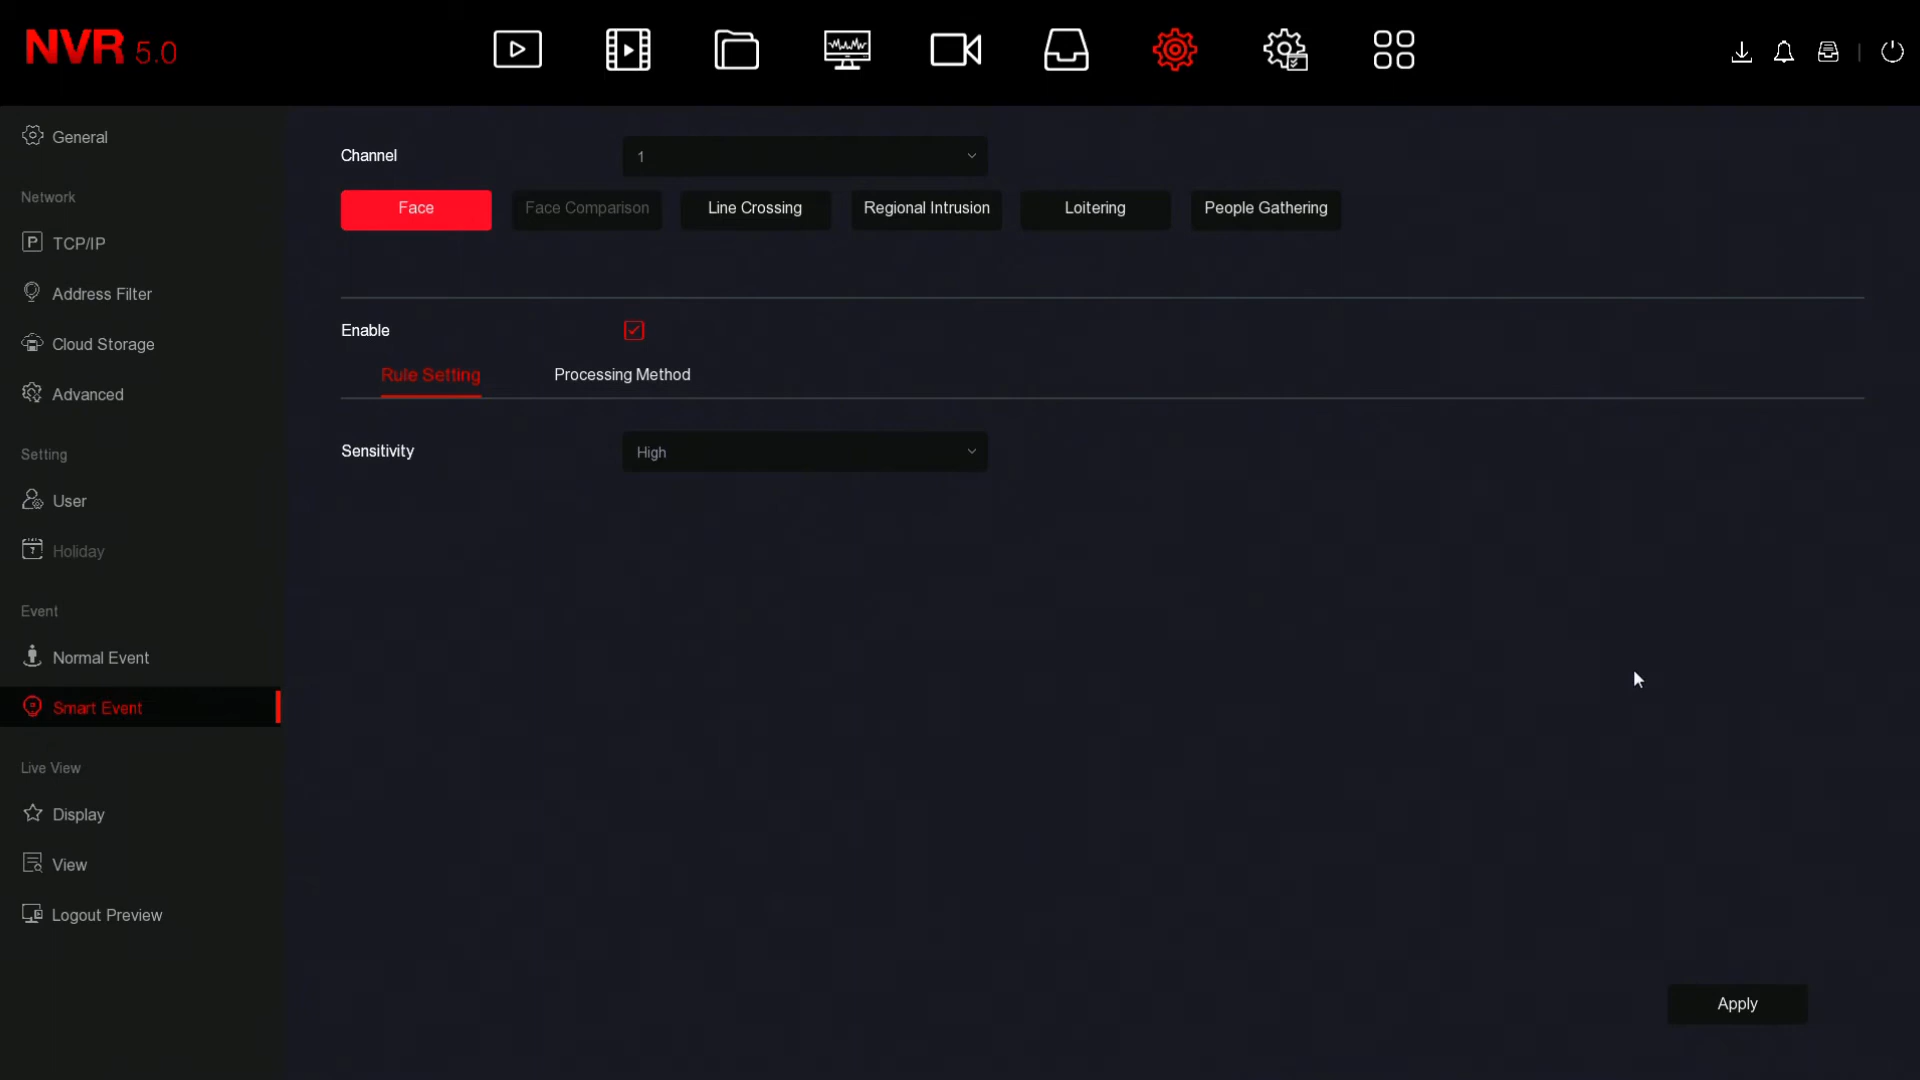 NVR 5.0
General
Network
TCP/IP
Address Filter
Cloud Storage
Advanced
Setting
User
Holiday
Event
Normal Event
Smart Event
Live View
Display
View
Logout Preview
Channel 1
Face Face Comparison Line Crossing Regional Intrusion Loitering People Gathering
Enable
Rule Setting Processing Method
Sensitivity High
Apply